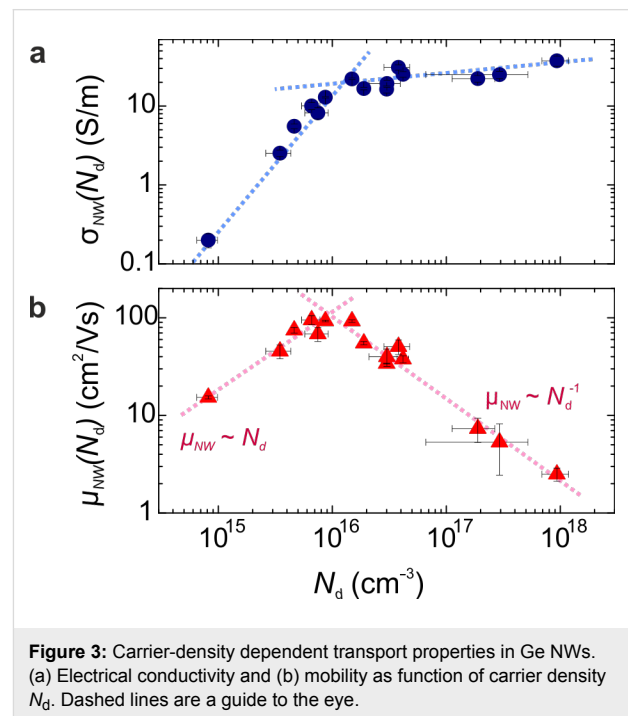 a
σNW(Nd) (S/m)
10
1
0.1
b
μNW(Nd) (cm²/Vs)
100
10
1
μNW ~ Nd
μNW ~ Nd⁻¹
10¹⁵
10¹⁶
10¹⁷
10¹⁸
Nd (cm⁻³)
Figure 3: Carrier-density dependent transport properties in Ge NWs.
(a) Electrical conductivity and (b) mobility as function of carrier density
Nd. Dashed lines are a guide to the eye.